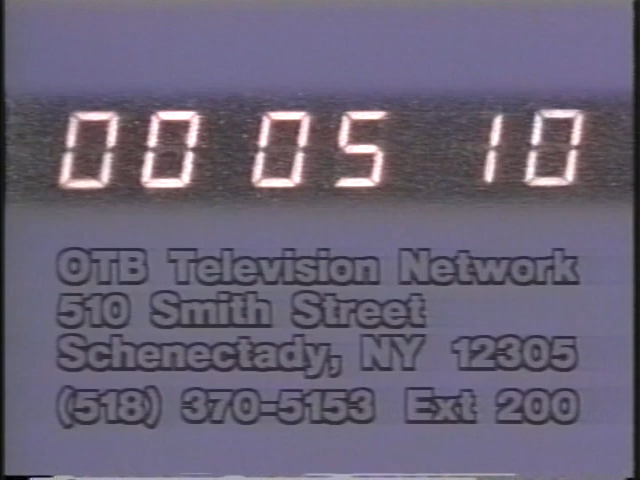 00 05 10
OTB Television Network
510 Smith Street
Schenectady, NY 12305
(518) 370-5153 Ext 200